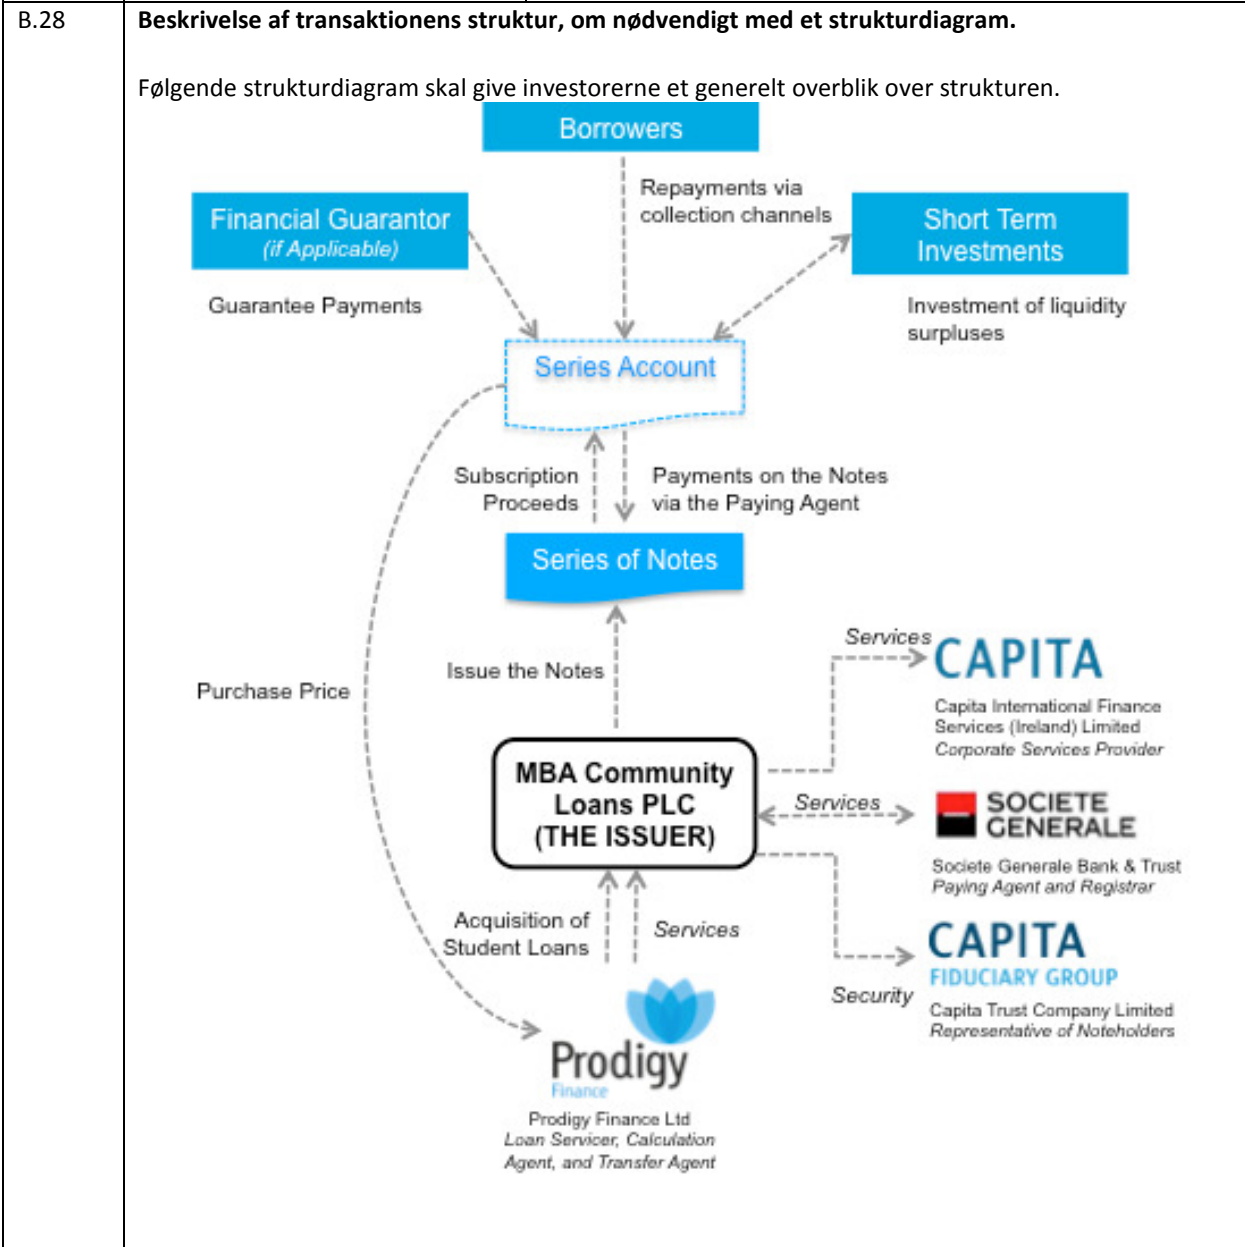 B.28
Beskrivelse af transaktionens struktur, om nødvendigt med et strukturdiagram.
Følgende strukturdiagram skal give investorerne et generelt overblik over strukturen.
Borrowers
Repayments via
collection channels
Financial Guarantor
(if Applicable)
Short Term
Investments
Guarantee Payments
Investment of liquidity
surpluses
Series Account
Subscription
Proceeds
Payments on the Notes
via the Paying Agent
Series of Notes
Issue the Notes
Purchase Price
Services
CAPITA
Capita International Finance
Services (Ireland) Limited
Corporate Services Provider
MBA Community
Loans PLC
(THE ISSUER)
Services
SOCIETE
GENERALE
Societe Generale Bank & Trust
Paying Agent and Registrar
Acquisition of
Student Loans
Services
Security
CAPITA
FIDUCIARY GROUP
Capita Trust Company Limited
Representative of Noteholders
Prodigy
Finance
Prodigy Finance Ltd
Loan Servicer, Calculation
Agent, and Transfer Agent